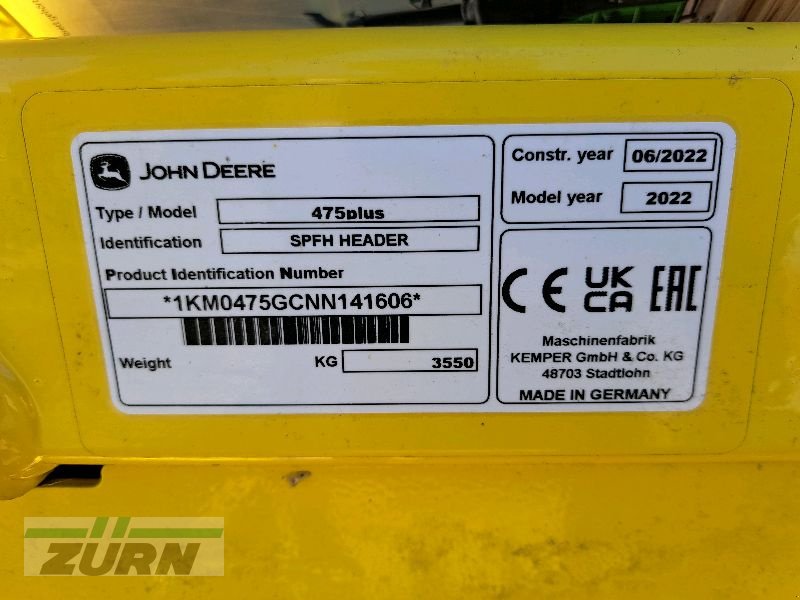 JOHN DEERE
Type / Model 475plus
Identification SPFH HEADER
Product Identification Number
*1KM0475GCNN141606*
Weight KG 3550
Constr. year 06/2022
Model year 2022
CE UK CA EAC
Maschinenfabrik
KEMPER GmbH & Co. KG
48703 Stadtlohn
MADE IN GERMANY
ZÜRN